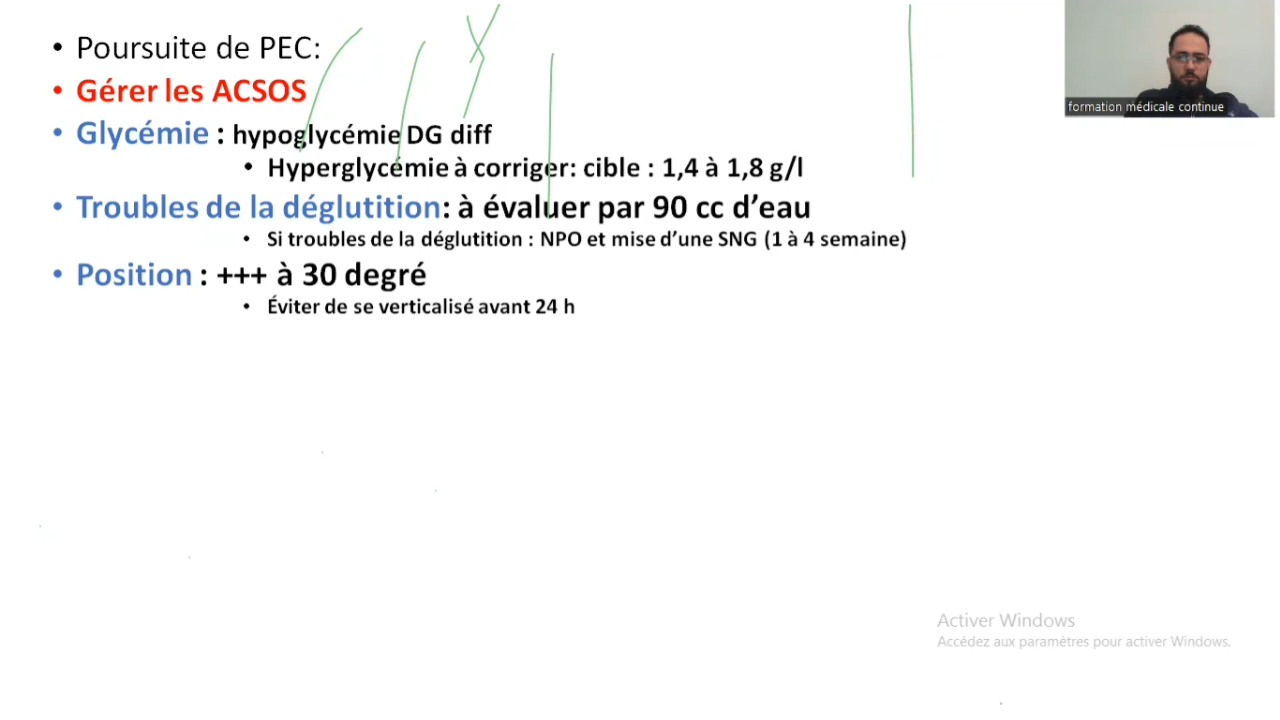 • Poursuite de PEC:
• Gérer les ACSOS
• Glycémie : hypoglycémie DG diff
• Hyperglycémie à corriger: cible : 1,4 à 1,8 g/l
• Troubles de la déglutition: à évaluer par 90 cc d’eau
• Si troubles de la déglutition : NPO et mise d’une SNG (1 à 4 semaine)
• Position : +++ à 30 degré
• Éviter de se verticalisé avant 24 h
formation médicale continue
Activer Windows
Accédez aux paramètres pour activer Windows.